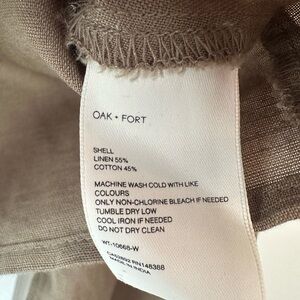 OAK + FORT
SHELL
LINEN 55%
COTTON 45%
MACHINE WASH COLD WITH LIKE
COLOURS
ONLY NON-CHLORINE BLEACH IF NEEDED
TUMBLE DRY LOW
COOL IRON IF NEEDED
DO NOT DRY CLEAN
WT-10668-W
RN148388
MADE IN INDIA